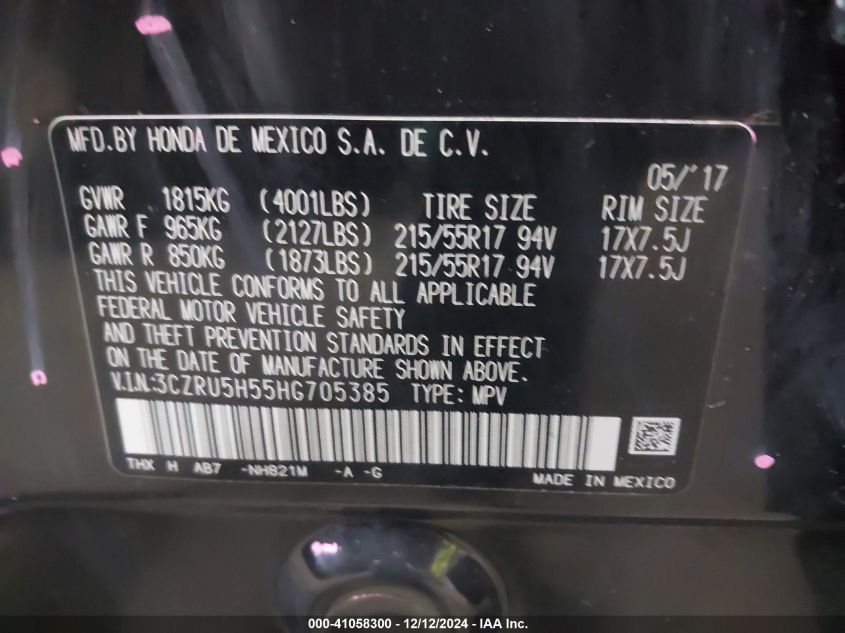 MFD.BY HONDA DE MEXICO S.A. DE C.V.
05/'17
GVWR 1815KG (4001LBS) TIRE SIZE RIM SIZE
GAWR F 965KG (2127LBS) 215/55R17 94V 17X7.5J
GAWR R 850KG (1873LBS) 215/55R17 94V 17X7.5J
THIS VEHICLE CONFORMS TO ALL APPLICABLE
FEDERAL MOTOR VEHICLE SAFETY
AND THEFT PREVENTION STANDARDS IN EFFECT
ON THE DATE OF MANUFACTURE SHOWN ABOVE.
V.I.N:3CZRU5H55HG705385 TYPE: MPV
THX H AB7 -NH821M -A -G
MADE IN MEXICO
000-41058300 - 12/12/2024 - IAA Inc.